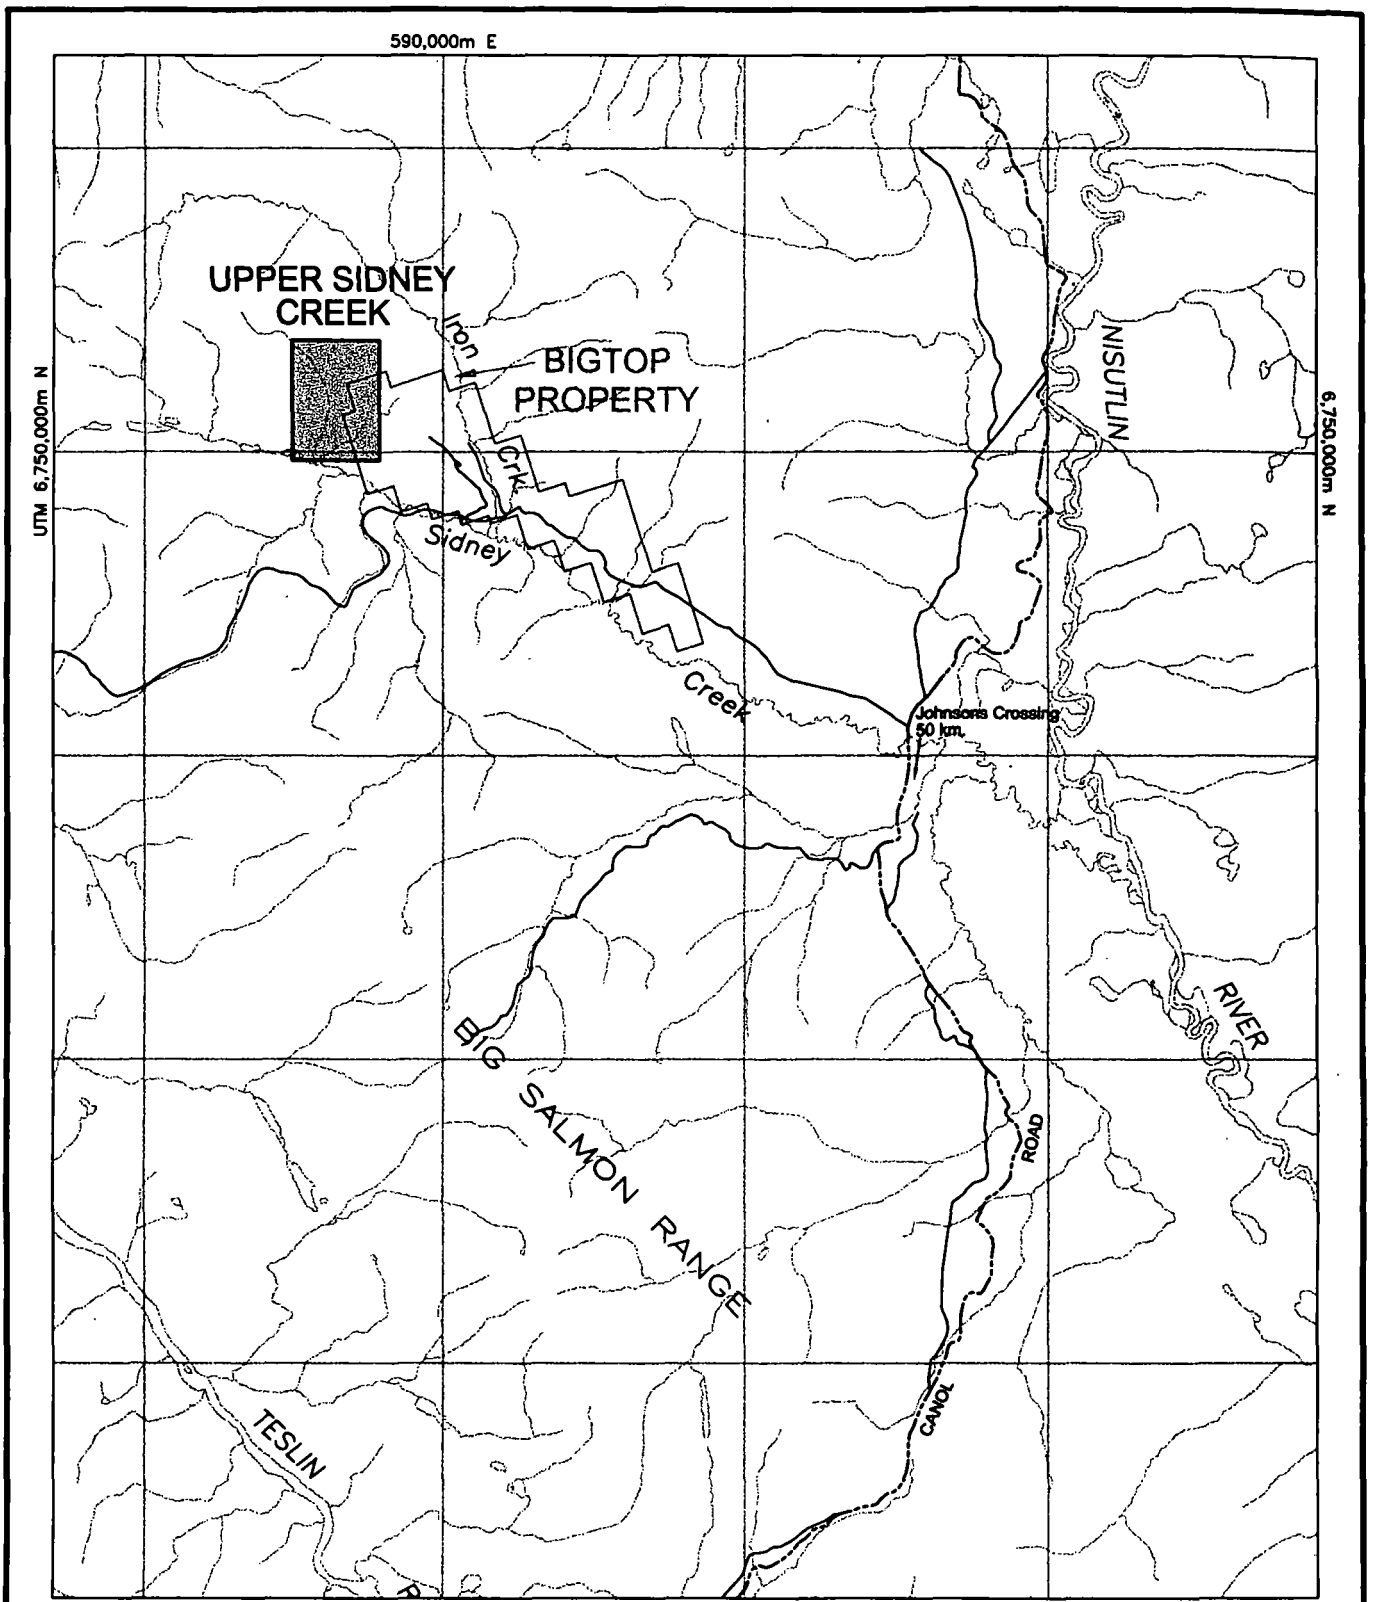 590,000m E
UPPER SIDNEY
CREEK
Iron
BIGTOP
PROPERTY
NISUTLIN
UTM 6,750,000m N
6,750,000m N
Crk
Sidney
Creek
Johnsons Crossing
50 km.
RIVER
BIG SALMON RANGE
ROAD
CANOL
TESLIN
R